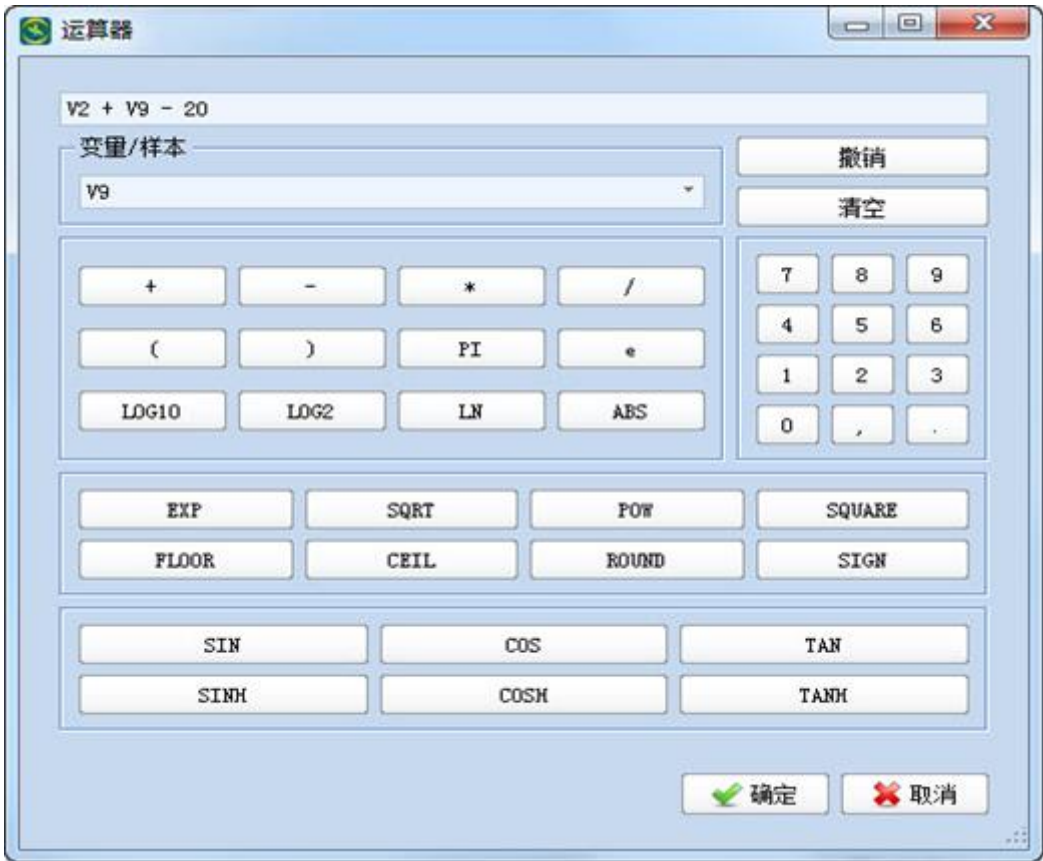 运算器
V2 + V9 - 20
变量/样本
撤销
V9
清空
+ - * /
7 8 9
( ) PI e
4 5 6
1 2 3
LOG10 LOG2 LN ABS
0 , .
EXP SQRT POW SQUARE
FLOOR CEIL ROUND SIGN
SIN COS TAN
SINH COSH TANH
确定 取消